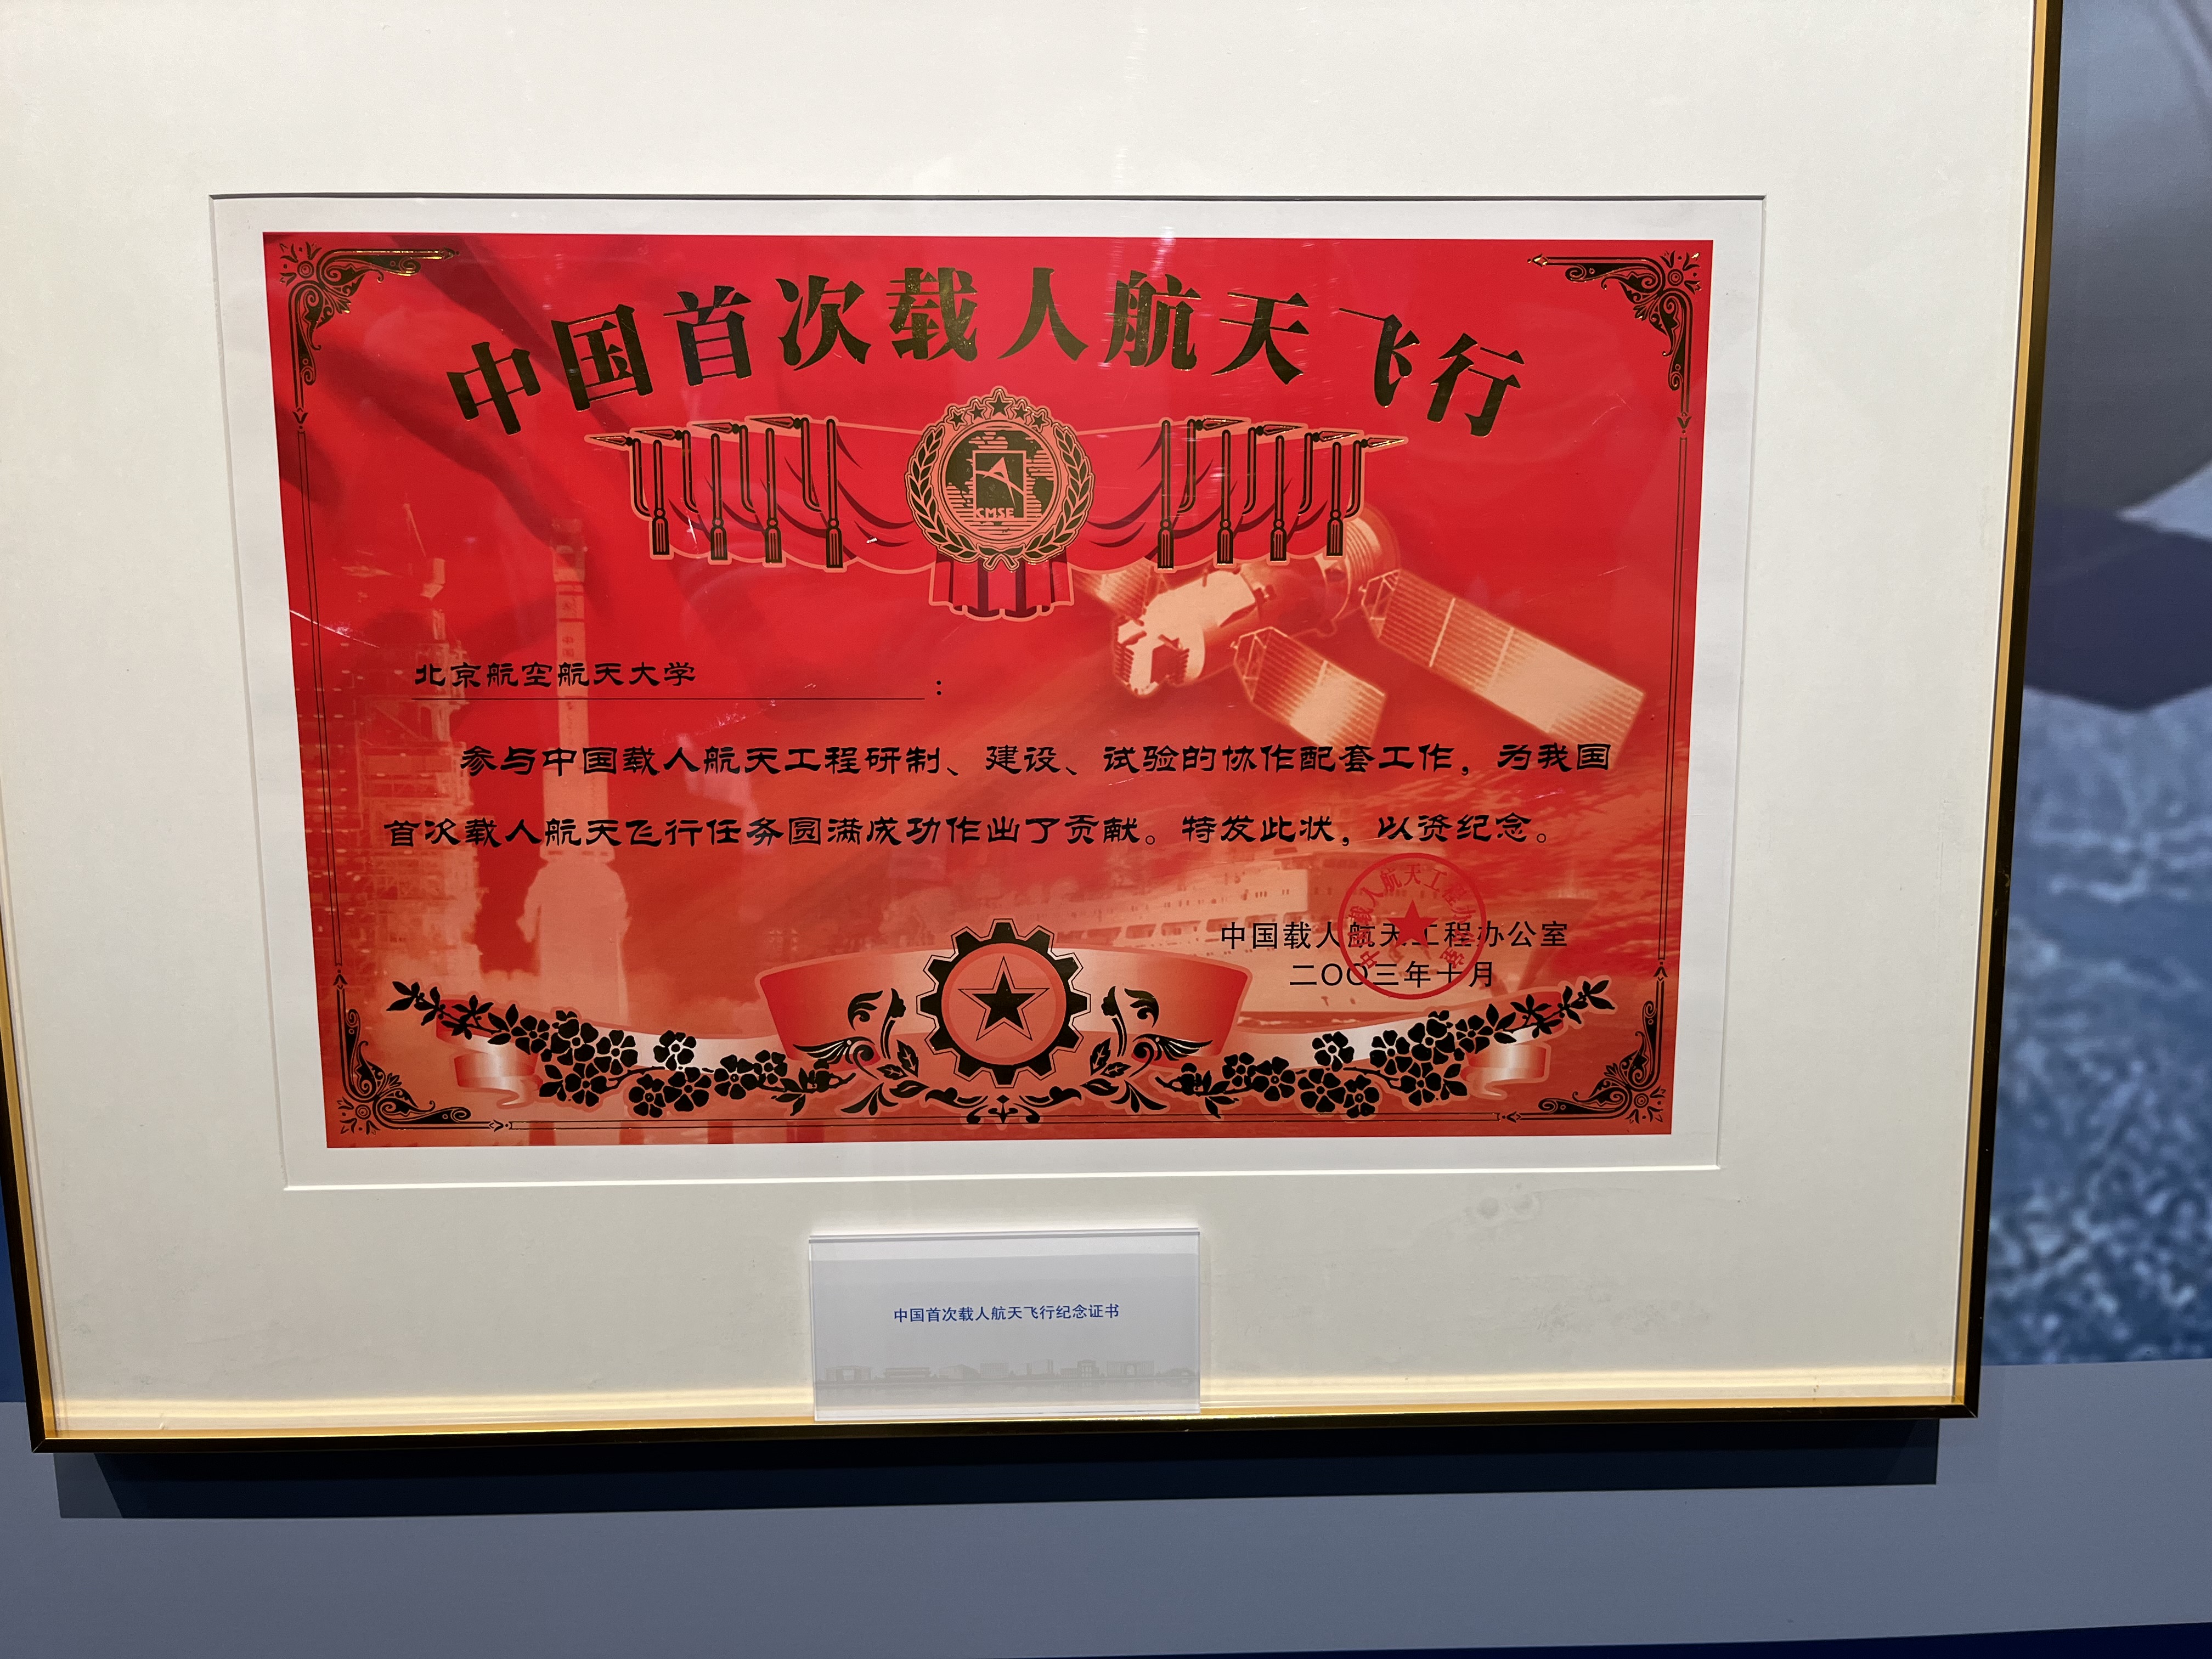 中国首次载人航天飞行
CMSE
北京航空航天大学：
参与中国载人航天工程研制、建设、试验的协作配套工作，为我国
首次载人航天飞行任务圆满成功作出了贡献。特发此状，以资纪念。
中国载人航天工程办公室
中国载人航天工程办公室
二〇〇三年十月
中国首次载人航天飞行纪念证书